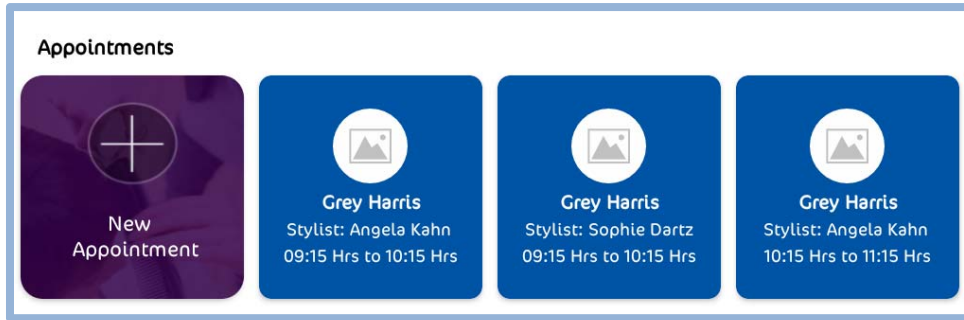 Appointments
New
Appointment
Grey Harris
Stylist: Angela Kahn
09:15 Hrs to 10:15 Hrs
Grey Harris
Stylist: Sophie Dartz
09:15 Hrs to 10:15 Hrs
Grey Harris
Stylist: Angela Kahn
10:15 Hrs to 11:15 Hrs